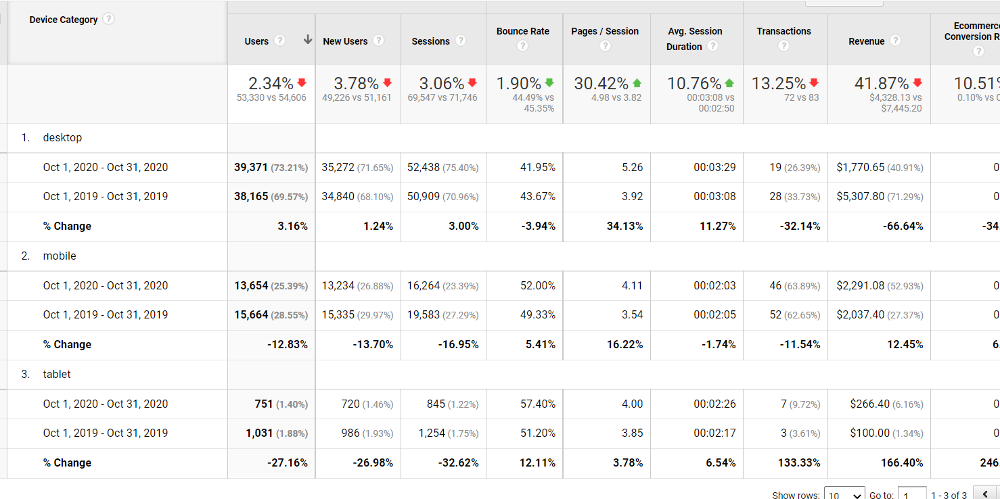 Device Category ?
Users ? New Users ? Sessions ? Bounce Rate ? Pages / Session ? Avg. Session Duration ? Transactions ? Revenue ? Ecommerce Conversion R ?
2.34% 3.78% 3.06% 1.90% 30.42% 10.76% 13.25% 41.87% 10.51%
53,330 vs 54,606 49,226 vs 51,161 69,547 vs 71,746 44.49% vs 45.35% 4.98 vs 3.82 00:03:08 vs 00:02:50 72 vs 83 $4,328.13 vs $7,445.20 0.10% vs
1. desktop
Oct 1, 2020 - Oct 31, 2020 39,371 (73.21%) 35,272 (71.65%) 52,438 (75.40%) 41.95% 5.26 00:03:29 19 (26.39%) $1,770.65 (40.91%) 0
Oct 1, 2019 - Oct 31, 2019 38,165 (69.57%) 34,840 (68.10%) 50,909 (70.96%) 43.67% 3.92 00:03:08 28 (33.73%) $5,307.80 (71.29%) 0
% Change 3.16% 1.24% 3.00% -3.94% 34.13% 11.27% -32.14% -66.64% -34
2. mobile
Oct 1, 2020 - Oct 31, 2020 13,654 (25.39%) 13,234 (26.88%) 16,264 (23.39%) 52.00% 4.11 00:02:03 46 (63.89%) $2,291.08 (52.93%) 0
Oct 1, 2019 - Oct 31, 2019 15,664 (28.55%) 15,335 (29.97%) 19,583 (27.29%) 49.33% 3.54 00:02:05 52 (62.65%) $2,037.40 (27.37%) 0
% Change -12.83% -13.70% -16.95% 5.41% 16.22% -1.74% -11.54% 12.45% 6.
3. tablet
Oct 1, 2020 - Oct 31, 2020 751 (1.40%) 720 (1.46%) 845 (1.22%) 57.40% 4.00 00:02:26 7 (9.72%) $266.40 (6.16%) 0
Oct 1, 2019 - Oct 31, 2019 1,031 (1.88%) 986 (1.93%) 1,254 (1.75%) 51.20% 3.85 00:02:17 3 (3.61%) $100.00 (1.34%) 0
% Change -27.16% -26.98% -32.62% 12.11% 3.78% 6.54% 133.33% 166.40% 246.
Show rows: 10 Go to: 1 1 - 3 of 3